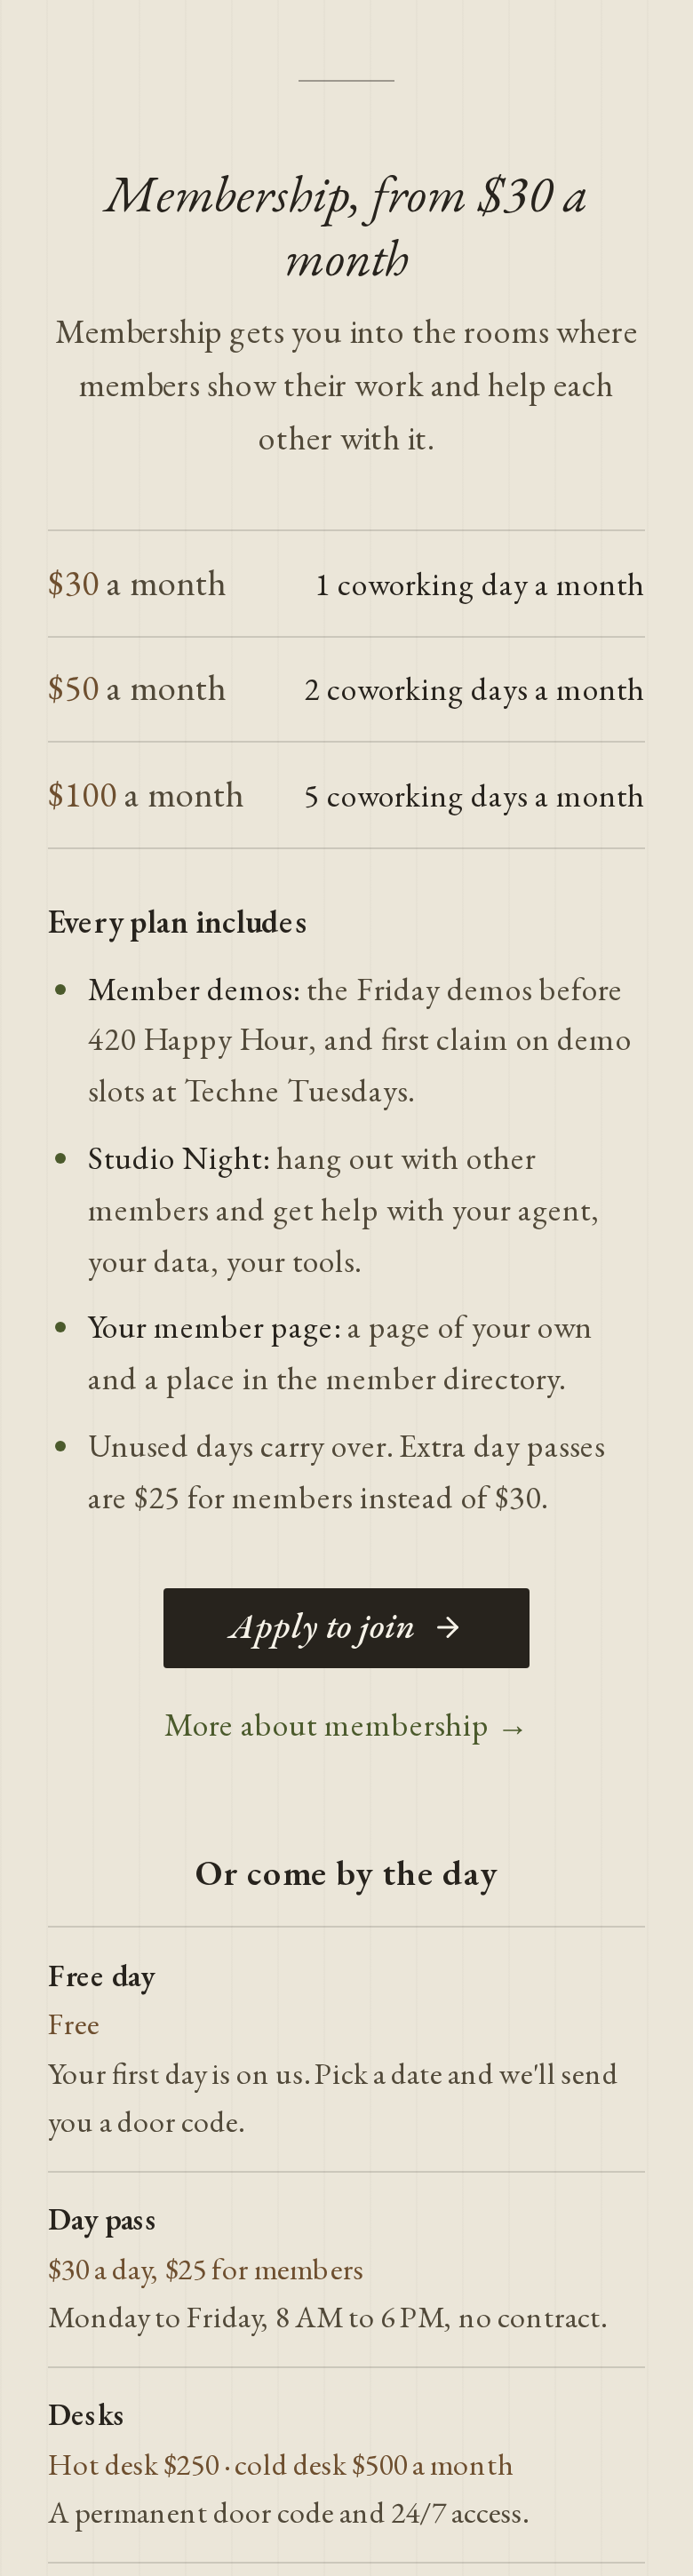 Membership, from $30 a
month
Membership gets you into the rooms where
members show their work and help each
other with it.
$30 a month 1 coworking day a month
$50 a month 2 coworking days a month
$100 a month 5 coworking days a month
Every plan includes
• Member demos: the Friday demos before
420 Happy Hour, and first claim on demo
slots at Techne Tuesdays.
• Studio Night: hang out with other
members and get help with your agent,
your data, your tools.
• Your member page: a page of your own
and a place in the member directory.
• Unused days carry over. Extra day passes
are $25 for members instead of $30.
Apply to join →
More about membership →
Or come by the day
Free day
Free
Your first day is on us. Pick a date and we'll send
you a door code.
Day pass
$30 a day, $25 for members
Monday to Friday, 8 AM to 6 PM, no contract.
Desks
Hot desk $250 · cold desk $500 a month
A permanent door code and 24/7 access.